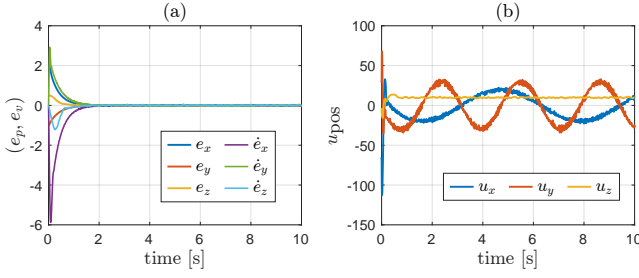 (a)
4
2
0
-2
-4
-6
0
2
4
6
8
10
time [s]
(e_p, e_v)
e_x
e_y
e_z
ė_x
ė_y
ė_z
(b)
100
50
0
-50
-100
-150
0
2
4
6
8
10
time [s]
u_pos
u_x
u_y
u_z